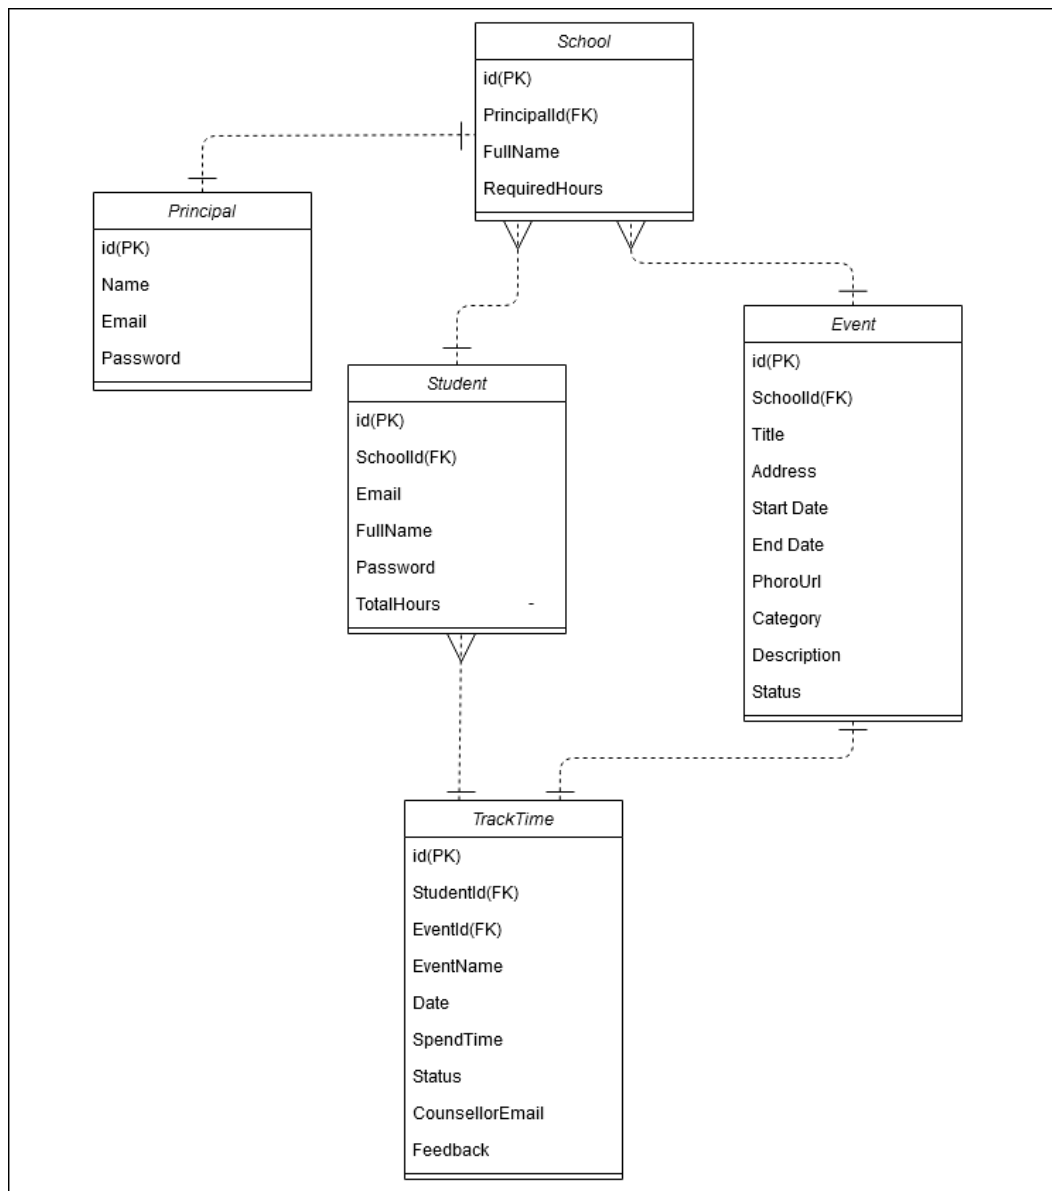 School
id(PK)
PrincipalId(FK)
FullName
RequiredHours
Principal
id(PK)
Name
Email
Password
Student
id(PK)
SchoolId(FK)
Email
FullName
Password
TotalHours -
Event
id(PK)
SchoolId(FK)
Title
Address
Start Date
End Date
PhoroUrl
Category
Description
Status
TrackTime
id(PK)
StudentId(FK)
EventId(FK)
EventName
Date
SpendTime
Status
CounsellorEmail
Feedback